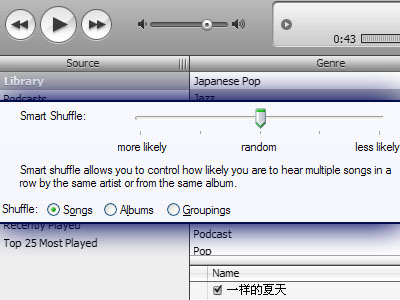 0:43
Source
Genre
Library
Japanese Pop
Podcasts
Jazz
Smart Shuffle:
more likely random less likely
Smart shuffle allows you to control how likely you are to hear multiple songs in a
row by the same artist or from the same album.
Shuffle: Songs Albums Groupings
Recently Played
Podcast
Top 25 Most Played
Pop
Name
一样的夏天